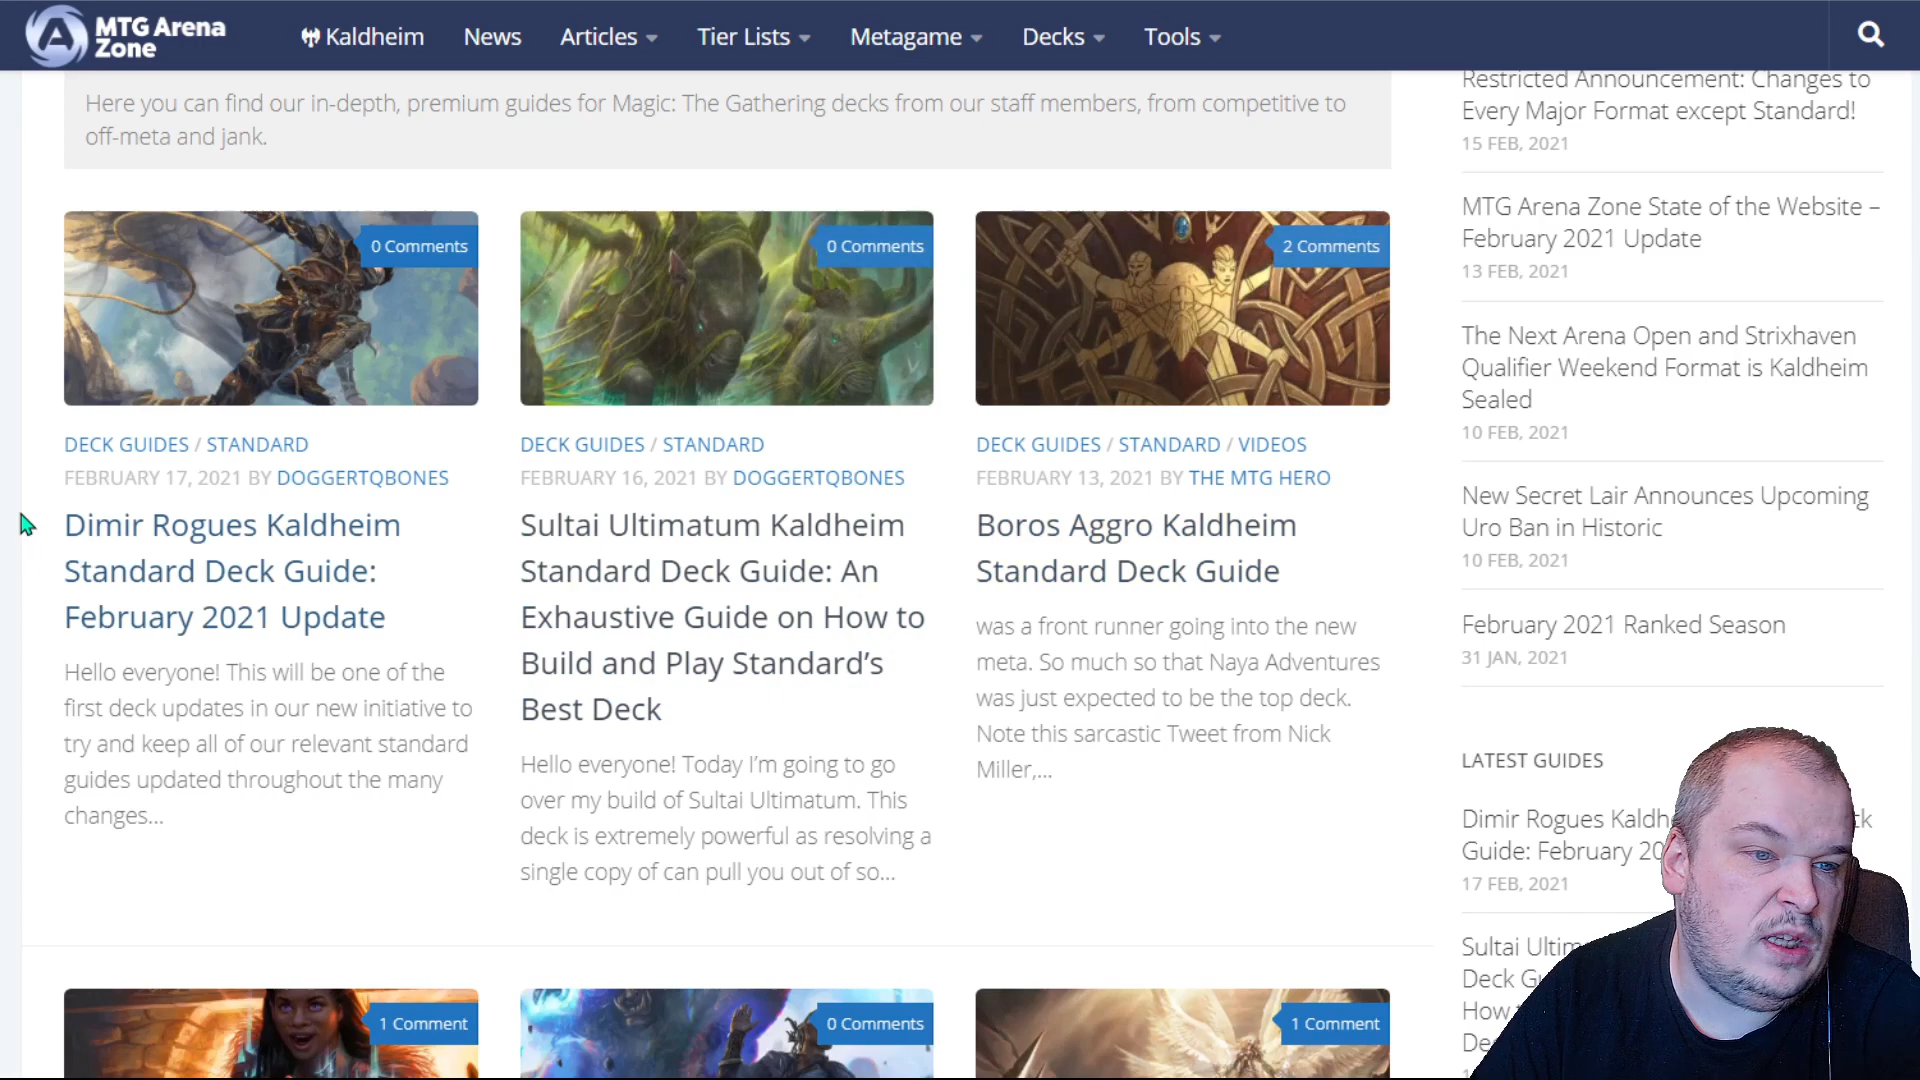 MTG Arena
Zone
Kaldheim
News
Articles
Tier Lists
Metagame
Decks
Tools
Here you can find our in-depth, premium guides for Magic: The Gathering decks from our staff members, from competitive to
off-meta and jank.
0 Comments
DECK GUIDES / STANDARD
FEBRUARY 17, 2021 BY DOGGERTQBONES
Dimir Rogues Kaldheim
Standard Deck Guide:
February 2021 Update
Hello everyone! This will be one of the
first deck updates in our new initiative to
try and keep all of our relevant standard
guides updated throughout the many
changes...
0 Comments
DECK GUIDES / STANDARD
FEBRUARY 16, 2021 BY DOGGERTQBONES
Sultai Ultimatum Kaldheim
Standard Deck Guide: An
Exhaustive Guide on How to
Build and Play Standard's
Best Deck
Hello everyone! Today I'm going to go
over my build of Sultai Ultimatum. This
deck is extremely powerful as resolving a
single copy of can pull you out of so...
2 Comments
DECK GUIDES / STANDARD / VIDEOS
FEBRUARY 13, 2021 BY THE MTG HERO
Boros Aggro Kaldheim
Standard Deck Guide
was a front runner going into the new
meta. So much so that Naya Adventures
was just expected to be the top deck.
Note this sarcastic Tweet from Nick
Miller,...
1 Comment
0 Comments
1 Comment
Restricted Announcement: Changes to
Every Major Format except Standard!
15 FEB, 2021
MTG Arena Zone State of the Website –
February 2021 Update
13 FEB, 2021
The Next Arena Open and Strixhaven
Qualifier Weekend Format is Kaldheim
Sealed
10 FEB, 2021
New Secret Lair Announces Upcoming
Uro Ban in Historic
10 FEB, 2021
February 2021 Ranked Season
31 JAN, 2021
LATEST GUIDES
Dimir Rogues
Guide: February
17 FEB, 2021
Sultai